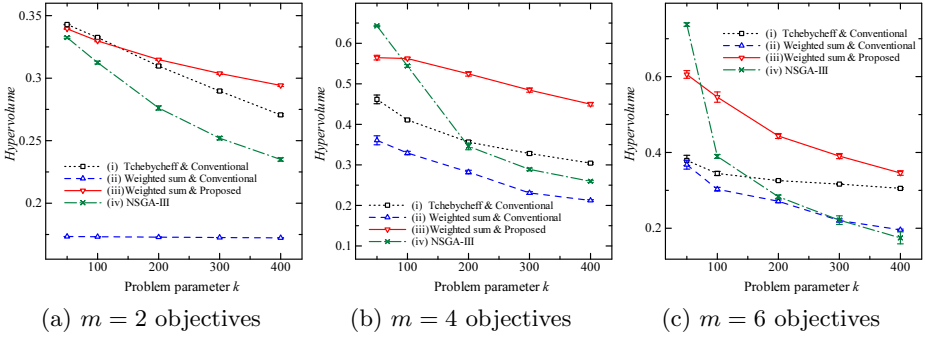 Hypervolume
0.35
0.3
0.25
0.2
(i) Tchebycheff & Conventional
(ii) Weighted sum & Conventional
(iii)Weighted sum & Proposed
(iv) NSGA-III
100 200 300 400
Problem parameter k
(a) m = 2 objectives
Hypervolume
0.7
0.6
0.5
0.4
0.3
0.2
0.1
(i) Tchebycheff & Conventional
(ii) Weighted sum & Conventional
(iii)Weighted sum & Proposed
(iv) NSGA-III
100 200 300 400
Problem parameter k
(b) m = 4 objectives
Hypervolume
0.6
0.4
0.2
(i) Tchebycheff & Conventional
(ii) Weighted sum & Conventional
(iii) Weighted sum & Proposed
(iv) NSGA-III
100 200 300 400
Problem parameter k
(c) m = 6 objectives